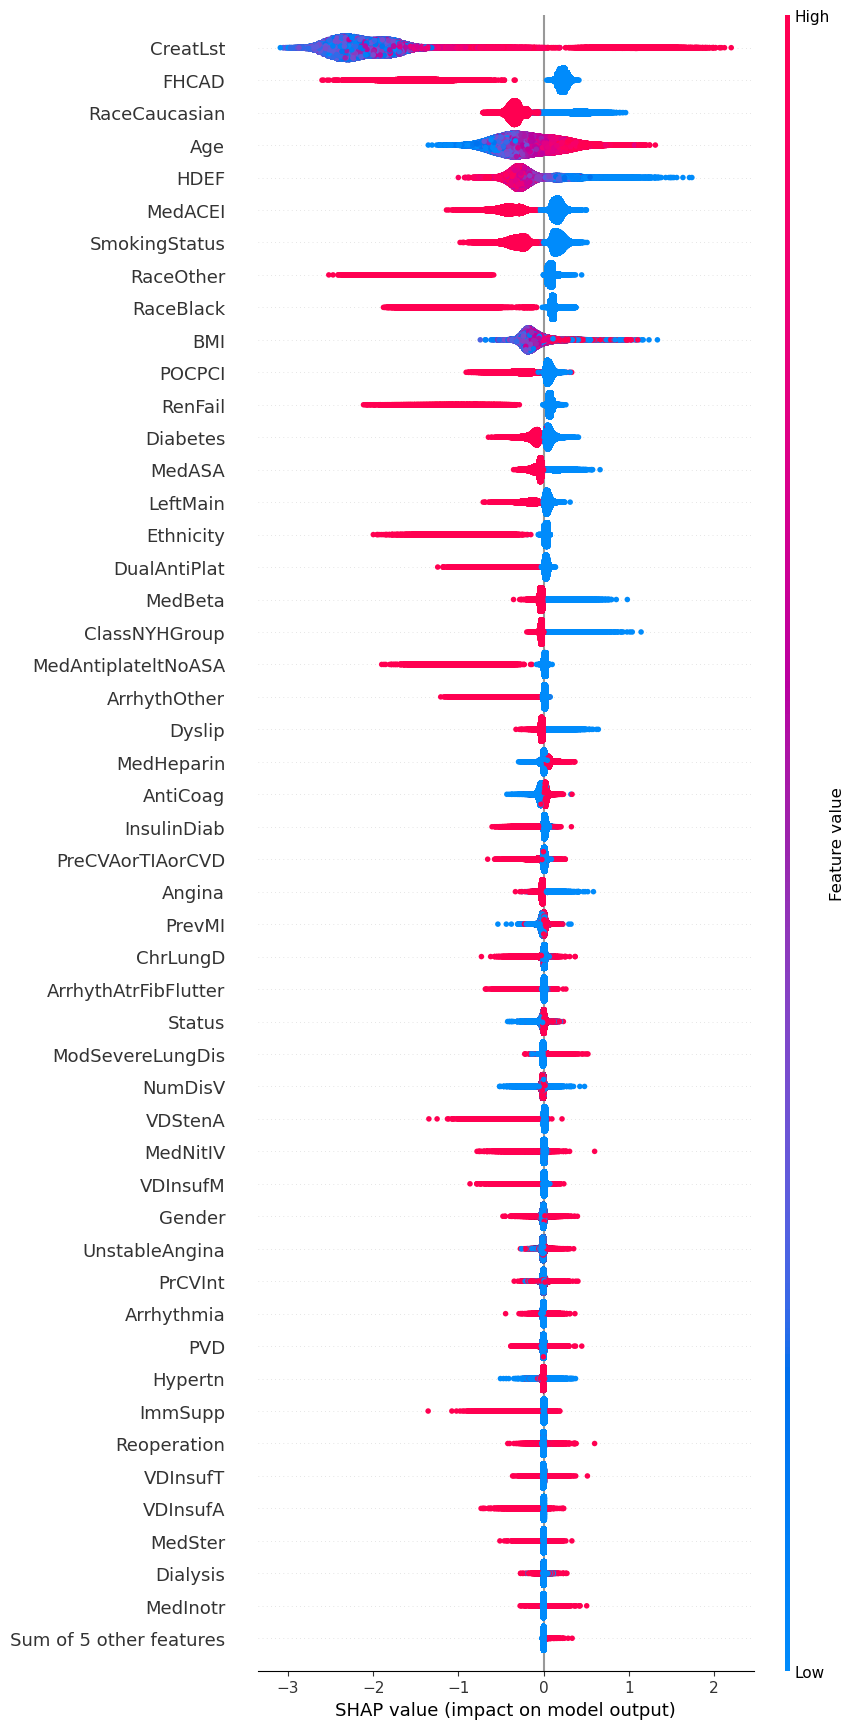 High
CreatLst
FHCAD
RaceCaucasian
Age
HDEF
MedACEI
SmokingStatus
RaceOther
RaceBlack
BMI
POCPCI
RenFail
Diabetes
MedASA
LeftMain
Ethnicity
DualAntiPlat
MedBeta
ClassNYHGroup
MedAntiplateltNoASA
ArrhythOther
Dyslip
MedHeparin
AntiCoag
InsulinDiab
PreCVAorTIAorCVD
Angina
PrevMI
ChrLungD
ArrhythAtrFibFlutter
Status
ModSevereLungDis
NumDisV
VDStenA
MedNitIV
VDInsufM
Gender
UnstableAngina
PrCVInt
Arrhythmia
PVD
Hypertn
ImmSupp
Reoperation
VDInsufT
VDInsufA
MedSter
Dialysis
MedInotr
Sum of 5 other features
Feature value
Low
−3 −2 −1 0 1 2
SHAP value (impact on model output)